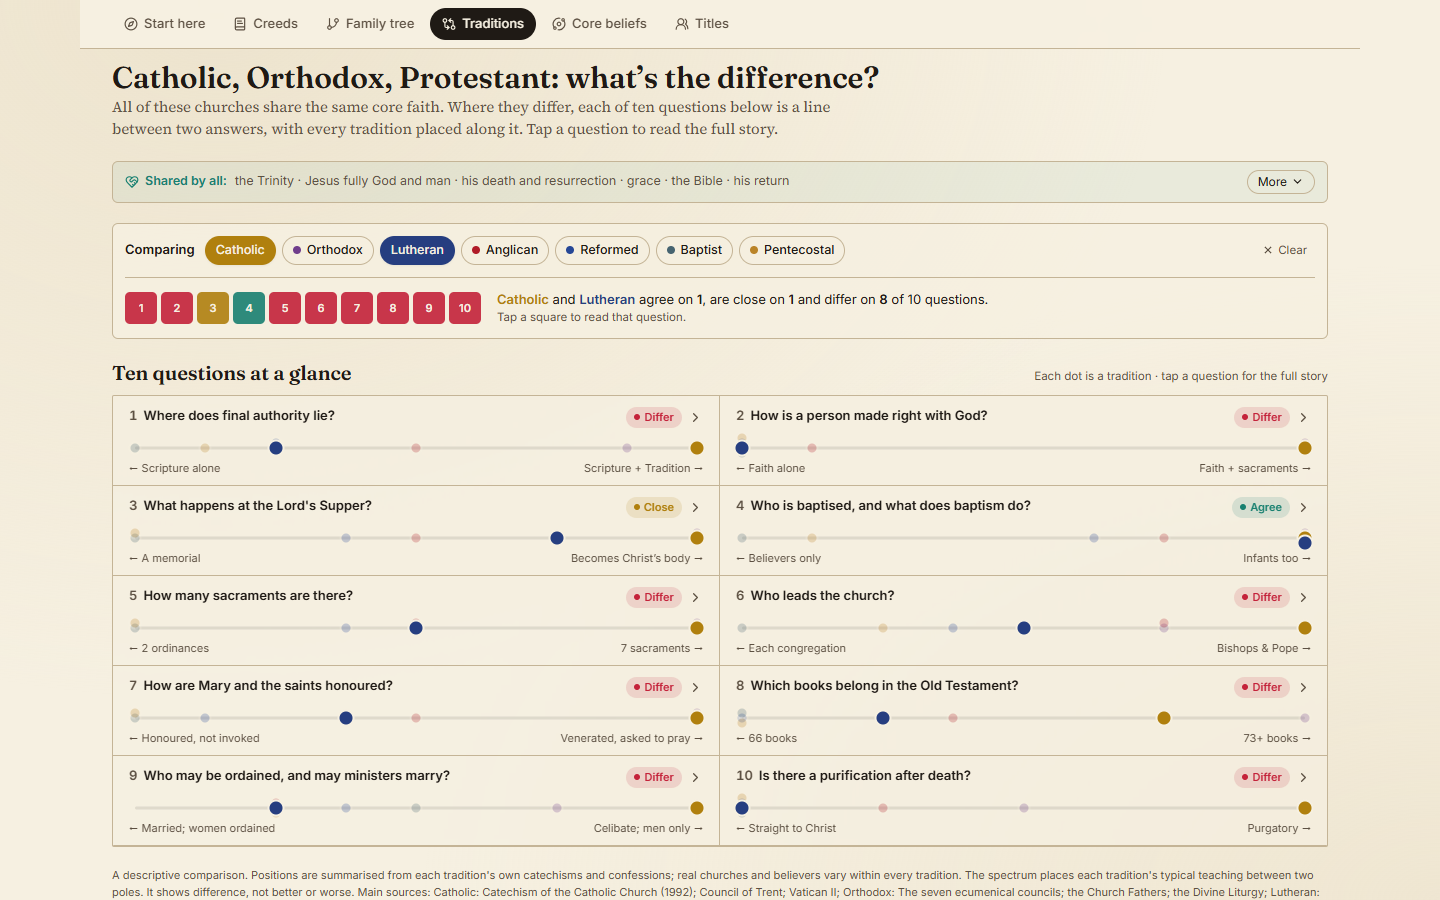 Start here
Creeds
Family tree
Traditions
Core beliefs
Titles
Catholic, Orthodox, Protestant: what's the difference?
All of these churches share the same core faith. Where they differ, each of ten questions below is a line
between two answers, with every tradition placed along it. Tap a question to read the full story.
Shared by all: the Trinity · Jesus fully God and man · his death and resurrection · grace · the Bible · his return
More
Comparing
Catholic
Orthodox
Lutheran
Anglican
Reformed
Baptist
Pentecostal
× Clear
1 2 3 4 5 6 7 8 9 10
Catholic and Lutheran agree on 1, are close on 1 and differ on 8 of 10 questions.
Tap a square to read that question.
Ten questions at a glance
Each dot is a tradition · tap a question for the full story
1 Where does final authority lie?
Differ
← Scripture alone
Scripture + Tradition →
2 How is a person made right with God?
Differ
← Faith alone
Faith + sacraments →
3 What happens at the Lord's Supper?
Close
← A memorial
Becomes Christ's body →
4 Who is baptised, and what does baptism do?
Agree
← Believers only
Infants too →
5 How many sacraments are there?
Differ
← 2 ordinances
7 sacraments →
6 Who leads the church?
Differ
← Each congregation
Bishops & Pope →
7 How are Mary and the saints honoured?
Differ
← Honoured, not invoked
Venerated, asked to pray →
8 Which books belong in the Old Testament?
Differ
← 66 books
73+ books →
9 Who may be ordained, and may ministers marry?
Differ
← Married; women ordained
Celibate; men only →
10 Is there a purification after death?
Differ
← Straight to Christ
Purgatory →
A descriptive comparison. Positions are summarised from each tradition's own catechisms and confessions; real churches and believers vary within every tradition. The spectrum places each tradition's typical teaching between two
poles. It shows difference, not better or worse. Main sources: Catholic: Catechism of the Catholic Church (1992); Council of Trent; Vatican II; Orthodox: The seven ecumenical councils; the Church Fathers; the Divine Liturgy; Lutheran: